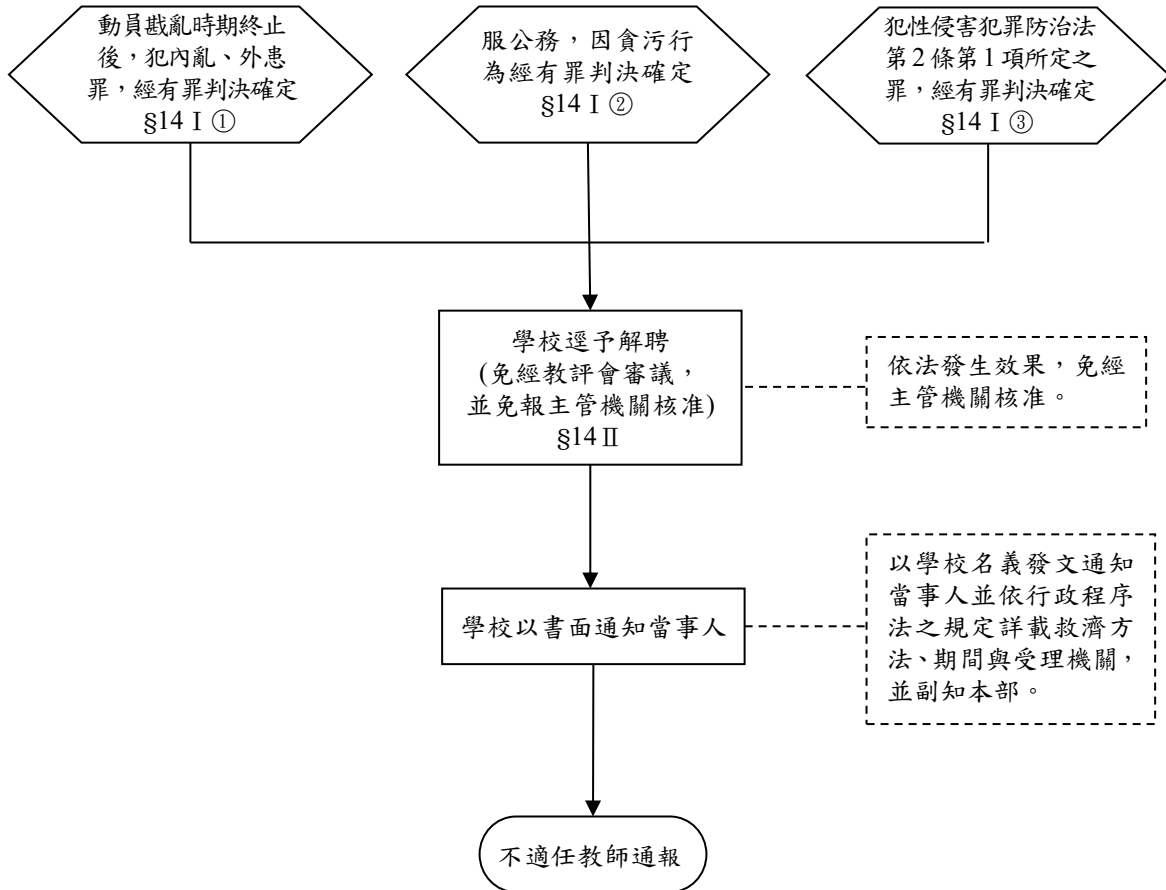 動員戡亂時期終止
後，犯內亂、外患
罪，經有罪判決確定
§14Ⅰ①
服公務，因貪污行
為經有罪判決確定
§14Ⅰ②
犯性侵害犯罪防治法
第2條第1項所定之
罪，經有罪判決確定
§14Ⅰ③
學校逕予解聘
(免經教評會審議，
並免報主管機關核准)
§14Ⅱ
依法發生效果，免經
主管機關核准。
學校以書面通知當事人
以學校名義發文通知
當事人並依行政程序
法之規定詳載救濟方
法、期間與受理機關，
並副知本部。
不適任教師通報